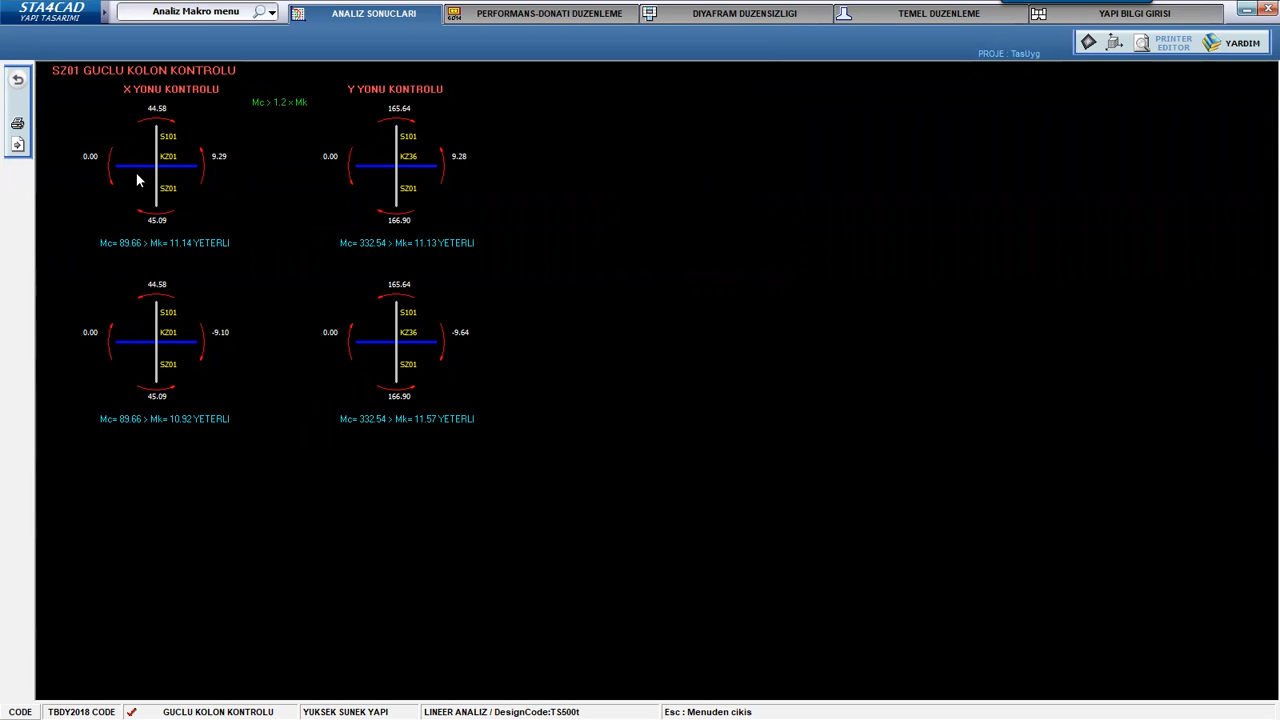 STA4CAD
YAPI TASARIMI
Analiz Makro menu
ANALIZ SONUCLARI
6Ø14
PERFORMANS-DONATI DUZENLEME
DIYAFRAM DUZENSIZLIGI
TEMEL DUZENLEME
YAPI BILGI GIRISI
PROJE : TasUyg
PRINTER EDITOR
YARDIM
SZ01 GUCLU KOLON KONTROLU
X YONU KONTROLU
Mc > 1.2 x Mk
Y YONU KONTROLU
44.58
S101
0.00
KZ01
9.29
SZ01
45.09
Mc= 89.66 > Mk= 11.14 YETERLI
165.64
S101
0.00
KZ36
9.28
SZ01
166.90
Mc= 332.54 > Mk= 11.13 YETERLI
44.58
S101
0.00
KZ01
-9.10
SZ01
45.09
Mc= 89.66 > Mk= 10.92 YETERLI
165.64
S101
0.00
KZ36
-9.64
SZ01
166.90
Mc= 332.54 > Mk= 11.57 YETERLI
CODE
TBDY2018 CODE
GUCLU KOLON KONTROLU
YUKSEK SUNEK YAPI
LINEER ANALIZ / DesignCode:TS500t
Esc : Menuden cikis